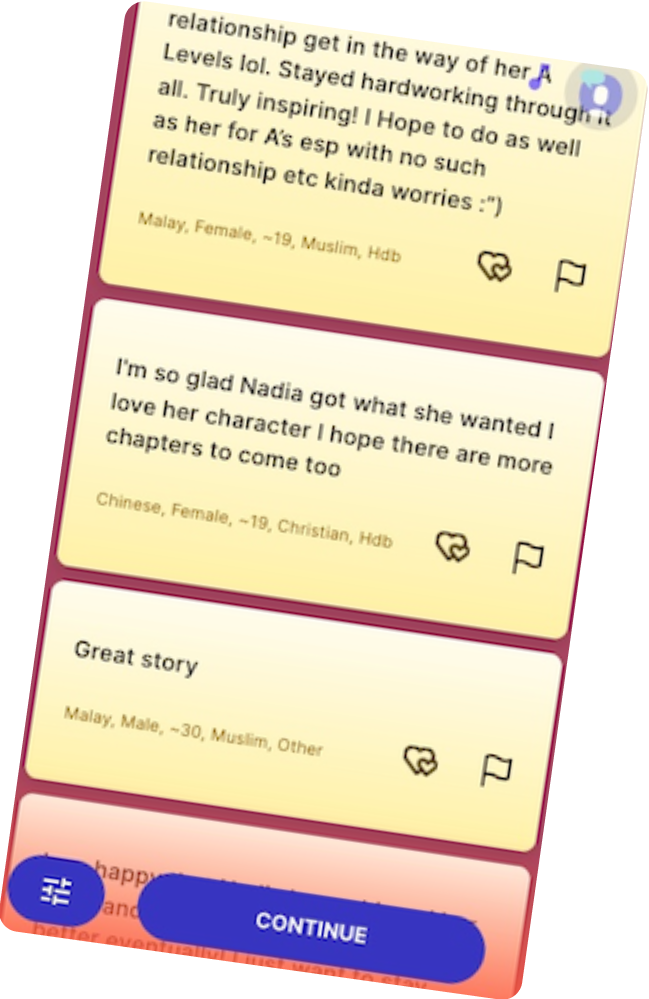 relationship get in the way of her A
Levels lol. Stayed hardworking through it
all. Truly inspiring! I Hope to do as well
as her for A's esp with no such
relationship etc kinda worries :")
Malay, Female, ~19, Muslim, Hdb
I'm so glad Nadia got what she wanted I
love her character I hope there are more
chapters to come too
Chinese, Female, ~19, Christian, Hdb
Great story
Malay, Male, ~30, Muslim, Other
happy
and
CONTINUE
better eventually! I just want to stay